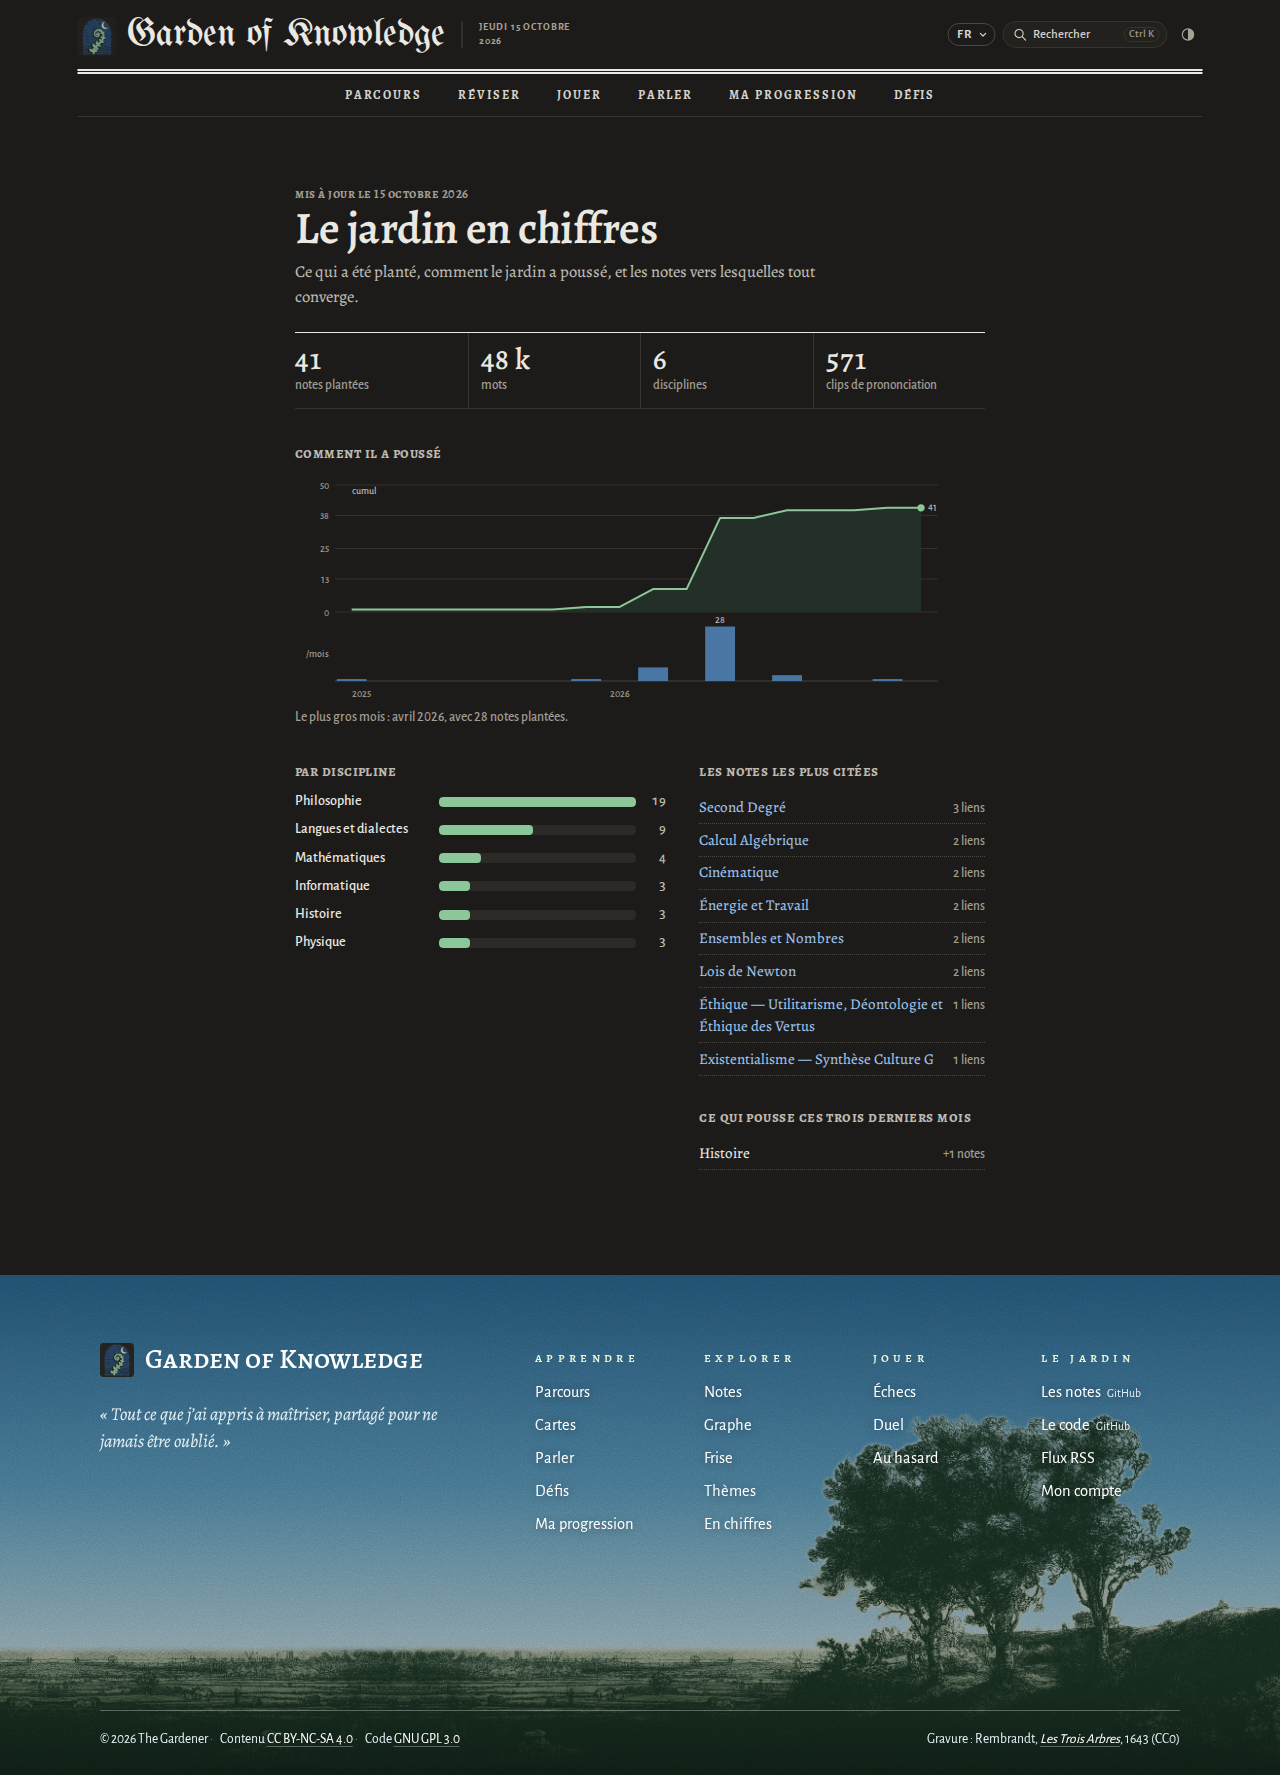 Garden of Knowledge
JEUDI 15 OCTOBRE
2026
FR
Rechercher
Ctrl K
PARCOURS
RÉVISER
JOUER
PARLER
MA PROGRESSION
DÉFIS
MIS À JOUR LE 15 OCTOBRE 2026
Le jardin en chiffres
Ce qui a été planté, comment le jardin a poussé, et les notes vers lesquelles tout
converge.
41
notes plantées
48 k
mots
6
disciplines
571
clips de prononciation
COMMENT IL A POUSSÉ
50
cumul
38
41
25
13
0
28
/mois
2025
2026
Le plus gros mois : avril 2026, avec 28 notes plantées.
PAR DISCIPLINE
Philosophie 19
Langues et dialectes 9
Mathématiques 4
Informatique 3
Histoire 3
Physique 3
LES NOTES LES PLUS CITÉES
Second Degré 3 liens
Calcul Algébrique 2 liens
Cinématique 2 liens
Énergie et Travail 2 liens
Ensembles et Nombres 2 liens
Lois de Newton 2 liens
Éthique — Utilitarisme, Déontologie et 1 liens
Éthique des Vertus
Existentialisme — Synthèse Culture G 1 liens
CE QUI POUSSE CES TROIS DERNIERS MOIS
Histoire +1 notes
GARDEN OF KNOWLEDGE
« Tout ce que j’ai appris à maîtriser, partagé pour ne
jamais être oublié. »
APPRENDRE
Parcours
Cartes
Parler
Défis
Ma progression
EXPLORER
Notes
Graphe
Frise
Thèmes
En chiffres
JOUER
Échecs
Duel
Au hasard
LE JARDIN
Les notes GitHub
Le code GitHub
Flux RSS
Mon compte
© 2026 The Gardener · Contenu CC BY-NC-SA 4.0 · Code GNU GPL 3.0
Gravure : Rembrandt, Les Trois Arbres, 1643 (CC0)